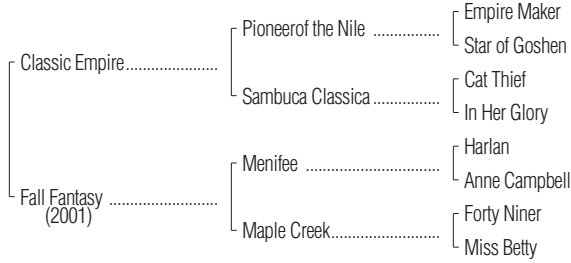 Empire Maker
Pioneerof the Nile ................
Star of Goshen
Classic Empire......................
Cat Thief
Sambuca Classica................
In Her Glory
Harlan
Menifee ................................
Anne Campbell
Fall Fantasy ..........................
(2001)
Forty Niner
Maple Creek..........................
Miss Betty